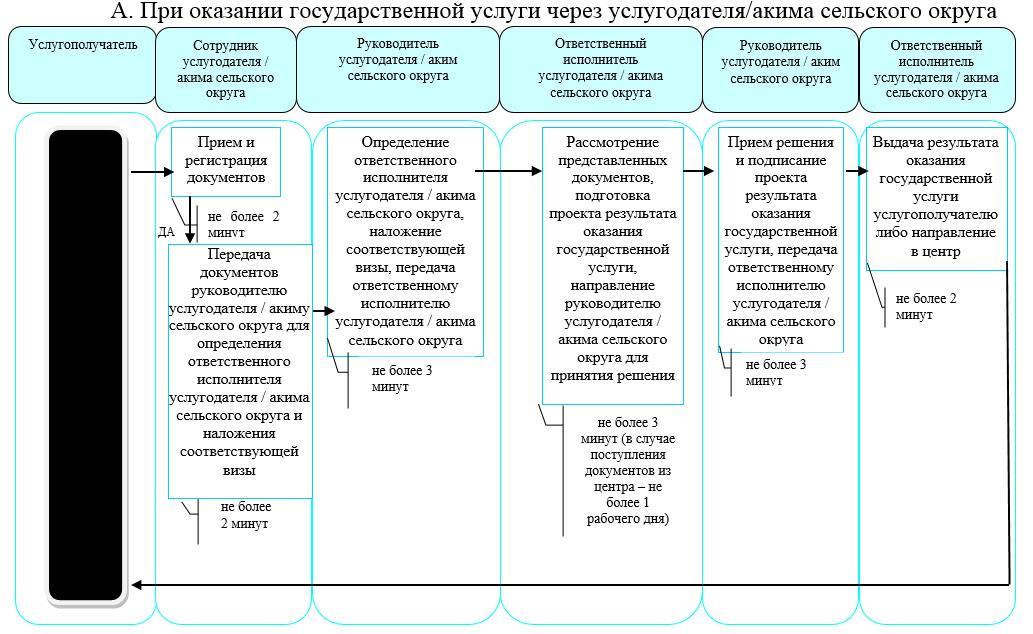 А. При оказании государственной услуги через услугодателя/акима сельского округа
Услугополучатель
Сотрудник
услугодателя /
акима сельского
округа
Руководитель
услугодателя / аким
сельского округа
Ответственный
исполнитель
услугодателя / акима
сельского округа
Руководитель
услугодателя / аким
сельского округа
Ответственный
исполнитель
услугодателя / акима
сельского округа
Прием и
регистрация
документов
не более 2
минут
ДА
Передача
документов
руководителю
услугодателя / акиму
сельского округа для
определения
ответственного
исполнителя
услугодателя / акима
сельского округа и
наложения
соответствующей
визы
не более
2 минут
Определение
ответственного
исполнителя
услугодателя / акима
сельского округа,
наложение
соответствующей
визы, передача
ответственному
исполнителю
услугодателя / акима
сельского округа
не более 3
минут
Рассмотрение
представленных
документов,
подготовка
проекта результата
оказания
государственной
услуги,
направление
руководителю
услугодателя /
акима сельского
округа для
принятия решения
не более 3
минут (в случае
поступления
документов из
центра – не
более 1
рабочего дня)
Прием решения
и подписание
проекта
результата
оказания
государственной
услуги, передача
ответственному
исполнителю
услугодателя /
акима сельского
округа
не более 3
минут
Выдача результата
оказания
государственной
услуги
услугополучателю
либо направление
в центр
не более 2
минут